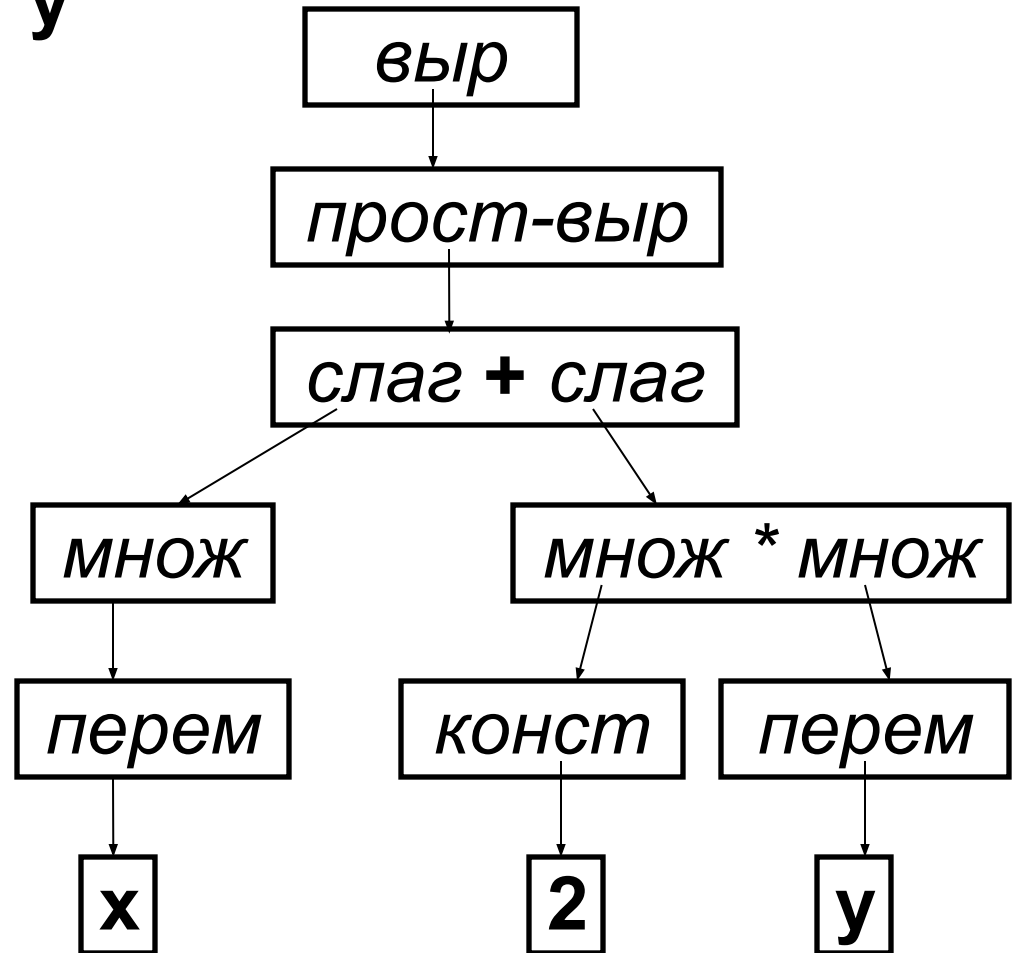 y
выр
прост-выр
слаг + слаг
множ множ * множ
перем конст перем
x 2 y